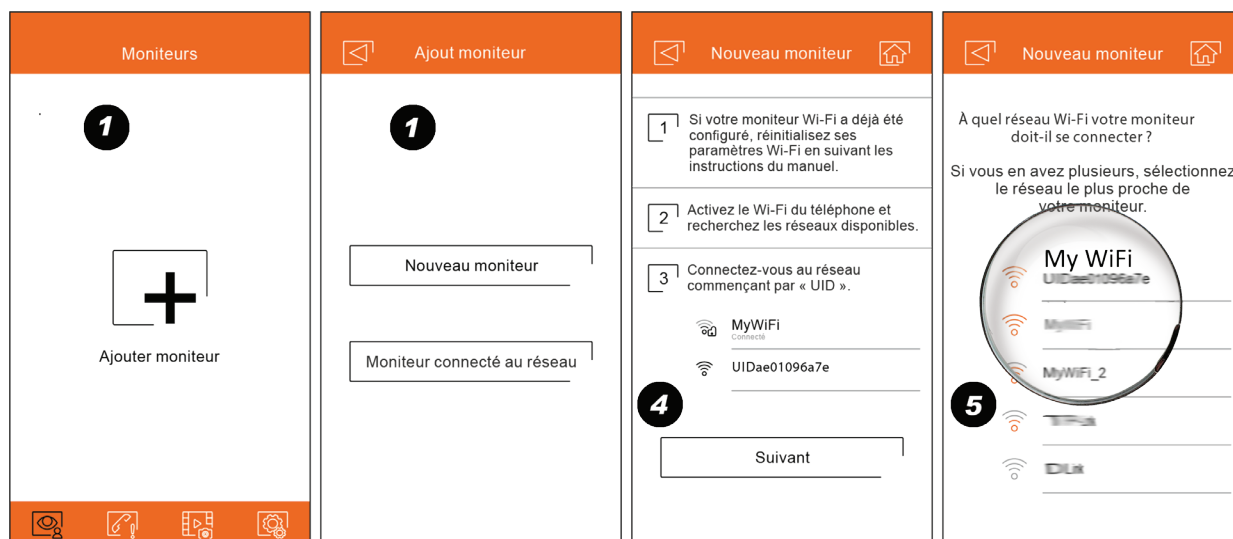 Moniteurs
1
Ajouter moniteur
Ajout moniteur
1
Nouveau moniteur
Moniteur connecté au réseau
Nouveau moniteur
1
Si votre moniteur Wi-Fi a déjà été
configuré, réinitialisez ses
paramètres Wi-Fi en suivant les
instructions du manuel.
2
Activez le Wi-Fi du téléphone et
recherchez les réseaux disponibles.
3
Connectez-vous au réseau
commençant par « UID ».
MyWiFi
Connecté
UIDae01096a7e
4
Suivant
Nouveau moniteur
À quel réseau Wi-Fi votre moniteur
doit-il se connecter ?
Si vous en avez plusieurs, sélectionnez
le réseau le plus proche de
votre moniteur.
My WiFi
UIDae01096a7e
MyWiFi
MyWiFi_2
5